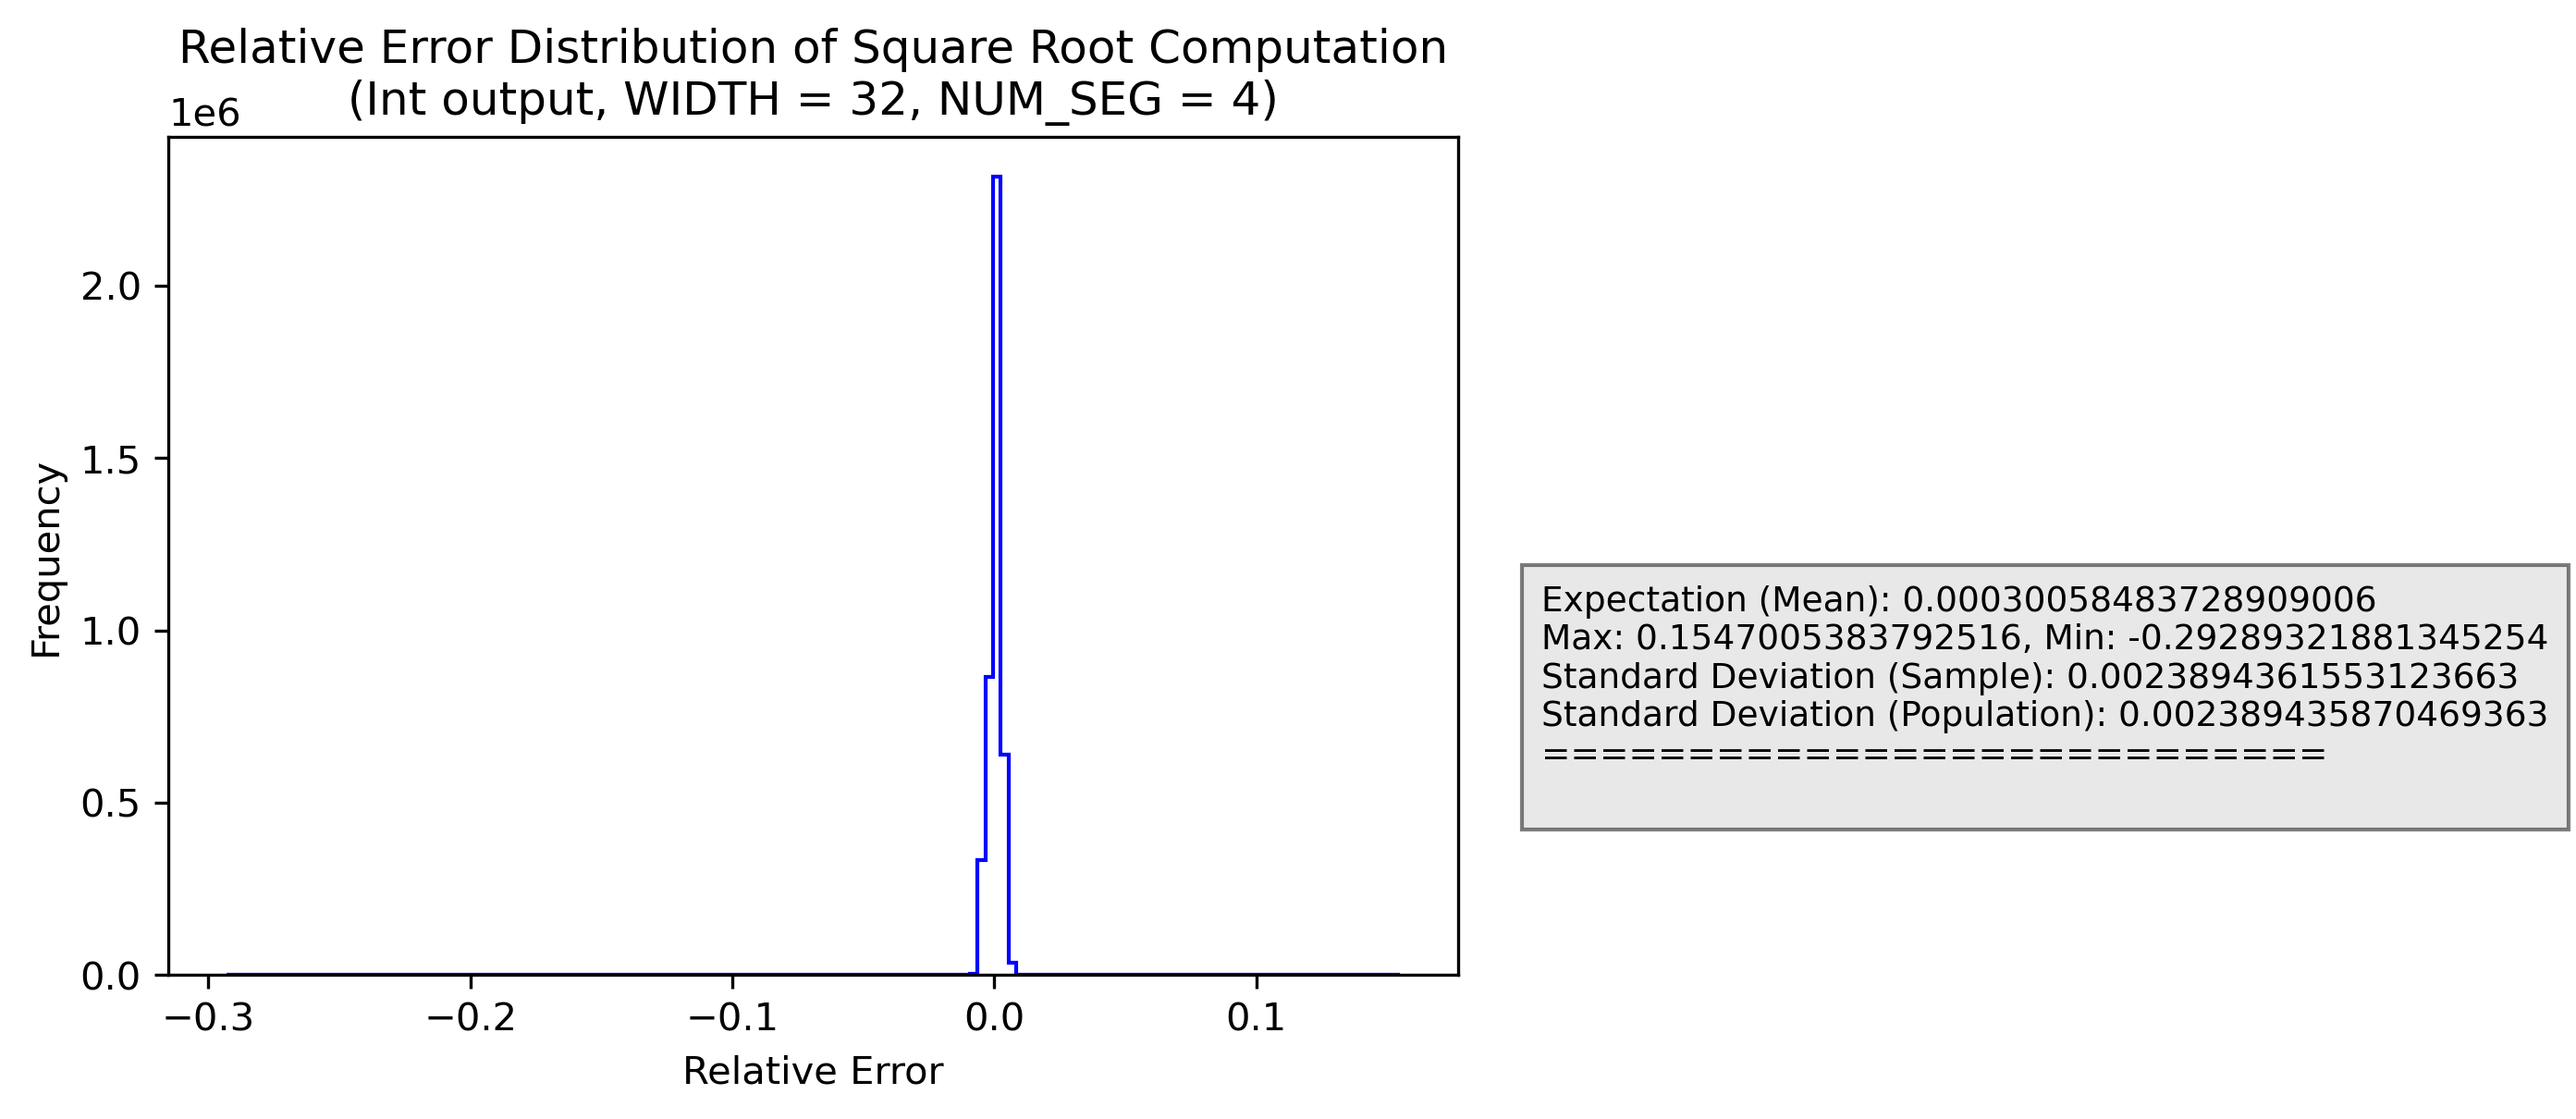 Relative Error Distribution of Square Root Computation
(Int output, WIDTH = 32, NUM_SEG = 4)
1e6
2.0
1.5
1.0
0.5
0.0
Frequency
−0.3
−0.2
−0.1
0.0
0.1
Relative Error
Expectation (Mean): 0.00030058483728909006
Max: 0.1547005383792516, Min: -0.29289321881345254
Standard Deviation (Sample): 0.0023894361553123663
Standard Deviation (Population): 0.002389435870469363
===========================